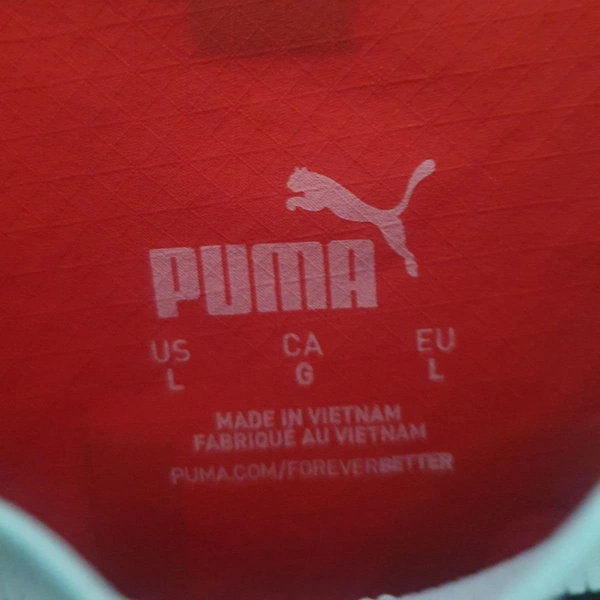 PUMA
US CA EU
L G L
MADE IN VIETNAM
FABRIQUÉ AU VIETNAM
PUMA.COM/FOREVERBETTER